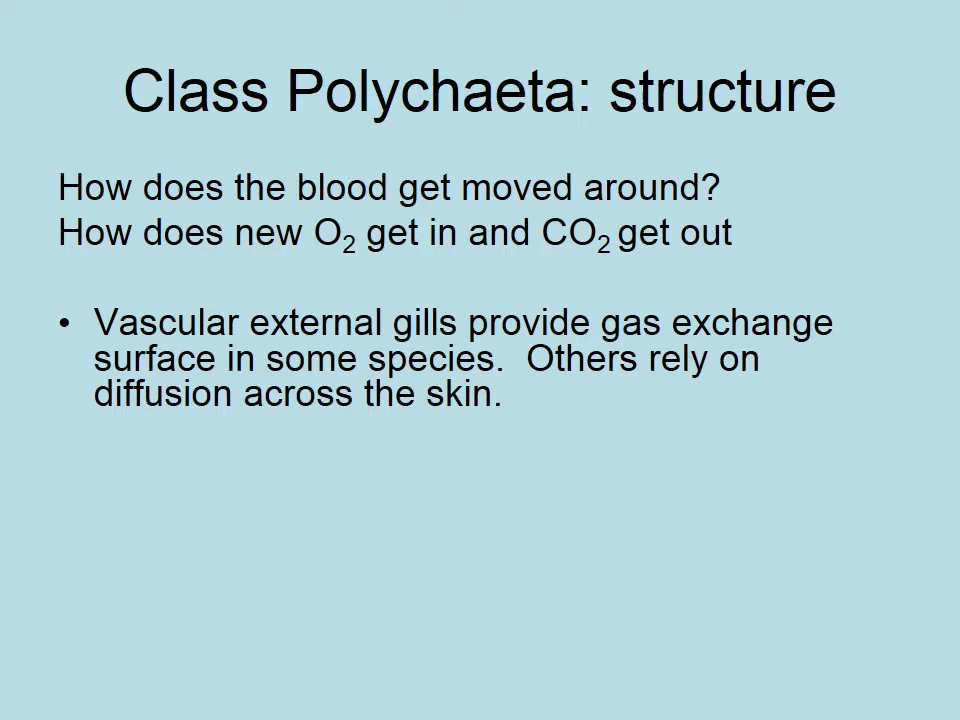 Class Polychaeta: structure
How does the blood get moved around?
How does new O₂ get in and CO₂ get out
• Vascular external gills provide gas exchange
surface in some species.  Others rely on
diffusion across the skin.